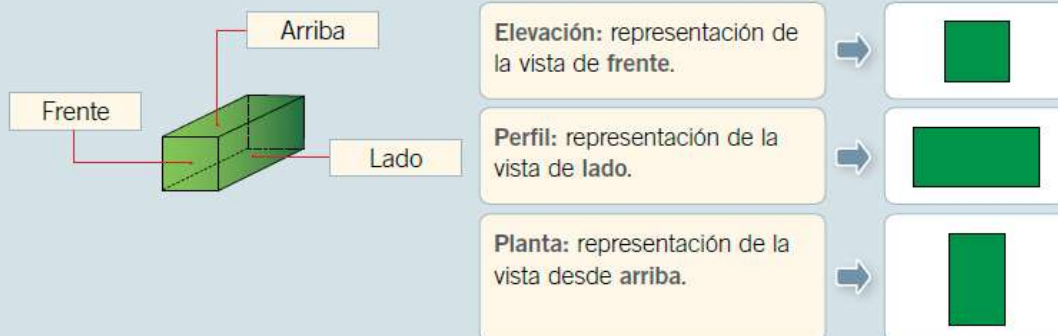 Arriba
Frente
Lado
Elevación: representación de
la vista de frente.
Perfil: representación de la
vista de lado.
Planta: representación de la
vista desde arriba.